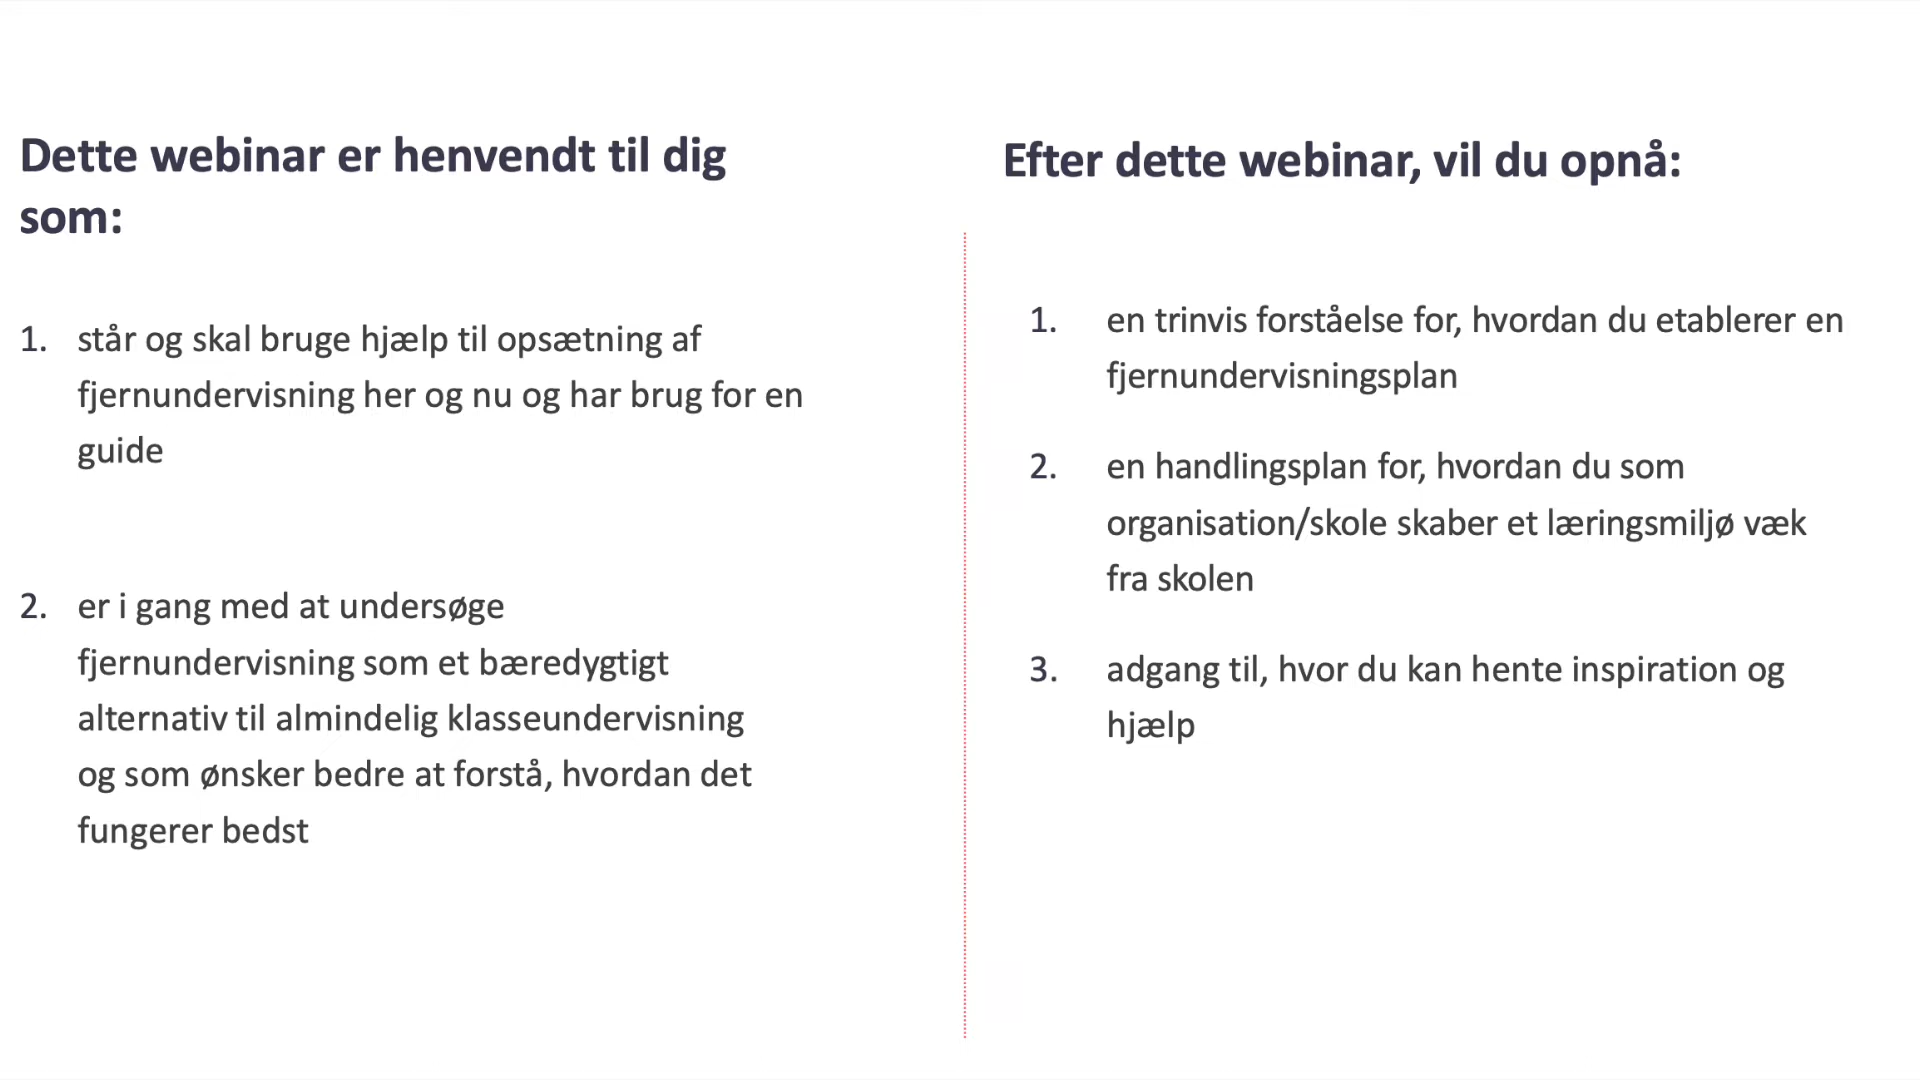 Dette webinar er henvendt til dig
som:
1. står og skal bruge hjælp til opsætning af
fjernundervisning her og nu og har brug for en
guide
2. er i gang med at undersøge
fjernundervisning som et bæredygtigt
alternativ til almindelig klasseundervisning
og som ønsker bedre at forstå, hvordan det
fungerer bedst
Efter dette webinar, vil du opnå:
1. en trinvis forståelse for, hvordan du etablerer en
fjernundervisningsplan
2. en handlingsplan for, hvordan du som
organisation/skole skaber et læringsmiljø væk
fra skolen
3. adgang til, hvor du kan hente inspiration og
hjælp